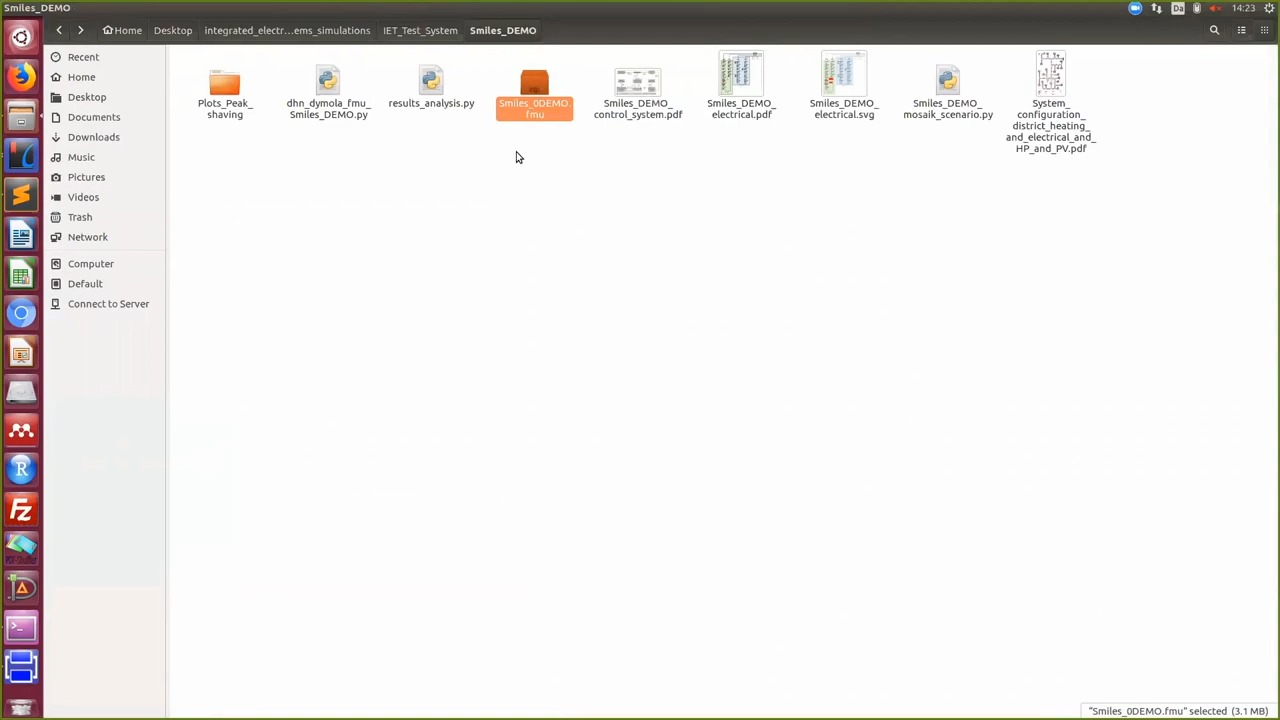 Smiles_DEMO
Da
14:23
Home
Desktop
integrated_electr...ems_simulations
IET_Test_System
Smiles_DEMO
Recent
Home
Desktop
Documents
Downloads
Music
Pictures
Videos
Trash
Network
Computer
Default
Connect to Server
Plots_Peak_
shaving
dhn_dymola_fmu_
Smiles_DEMO.py
results_analysis.py
Smiles_0DEMO.
fmu
Smiles_DEMO_
control_system.pdf
Smiles_DEMO_
electrical.pdf
Smiles_DEMO_
electrical.svg
Smiles_DEMO_
mosaik_scenario.py
System_
configuration_
district_heating_
and_electrical_and_
HP_and_PV.pdf
"Smiles_0DEMO.fmu" selected (3.1 MB)